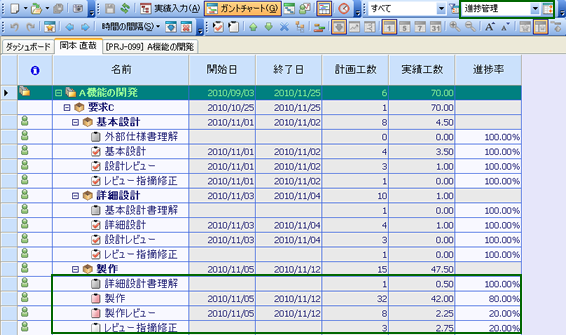 実績入力(A) ガントチャート(G) すべて 進捗管理
時間の間隔(S)
ダッシュボード 岡本 直哉 [PRJ-099] A機能の開発
名前 開始日 終了日 計画工数 実績工数 進捗率
A機能の開発 2010/09/03 2010/11/25 6 70.00
要求C 2010/10/25 2010/11/25 1 70.00
基本設計 2010/11/01 2010/11/02 8 4.50
外部仕様書理解 0 0.00 100.00%
基本設計 2010/11/01 2010/11/02 4 3.50 100.00%
設計レビュー 2010/11/01 2010/11/02 3 1.00 100.00%
レビュー指摘修正 2010/11/01 2010/11/02 1 0.00 100.00%
詳細設計 2010/11/03 2010/11/04 10 1.00
基本設計書理解 1 0.00 100.00%
詳細設計 2010/11/03 2010/11/04 4 1.00 100.00%
設計レビュー 2010/11/03 2010/11/04 3 0.00 100.00%
レビュー指摘修正 1 0.00 100.00%
製作 2010/11/05 2010/11/12 15 47.50
詳細設計書理解 1 0.50 100.00%
製作 2010/11/05 2010/11/12 32 42.00 80.00%
製作レビュー 2010/11/05 2010/11/12 8 2.25 20.00%
レビュー指摘修正 3 2.75 20.00%